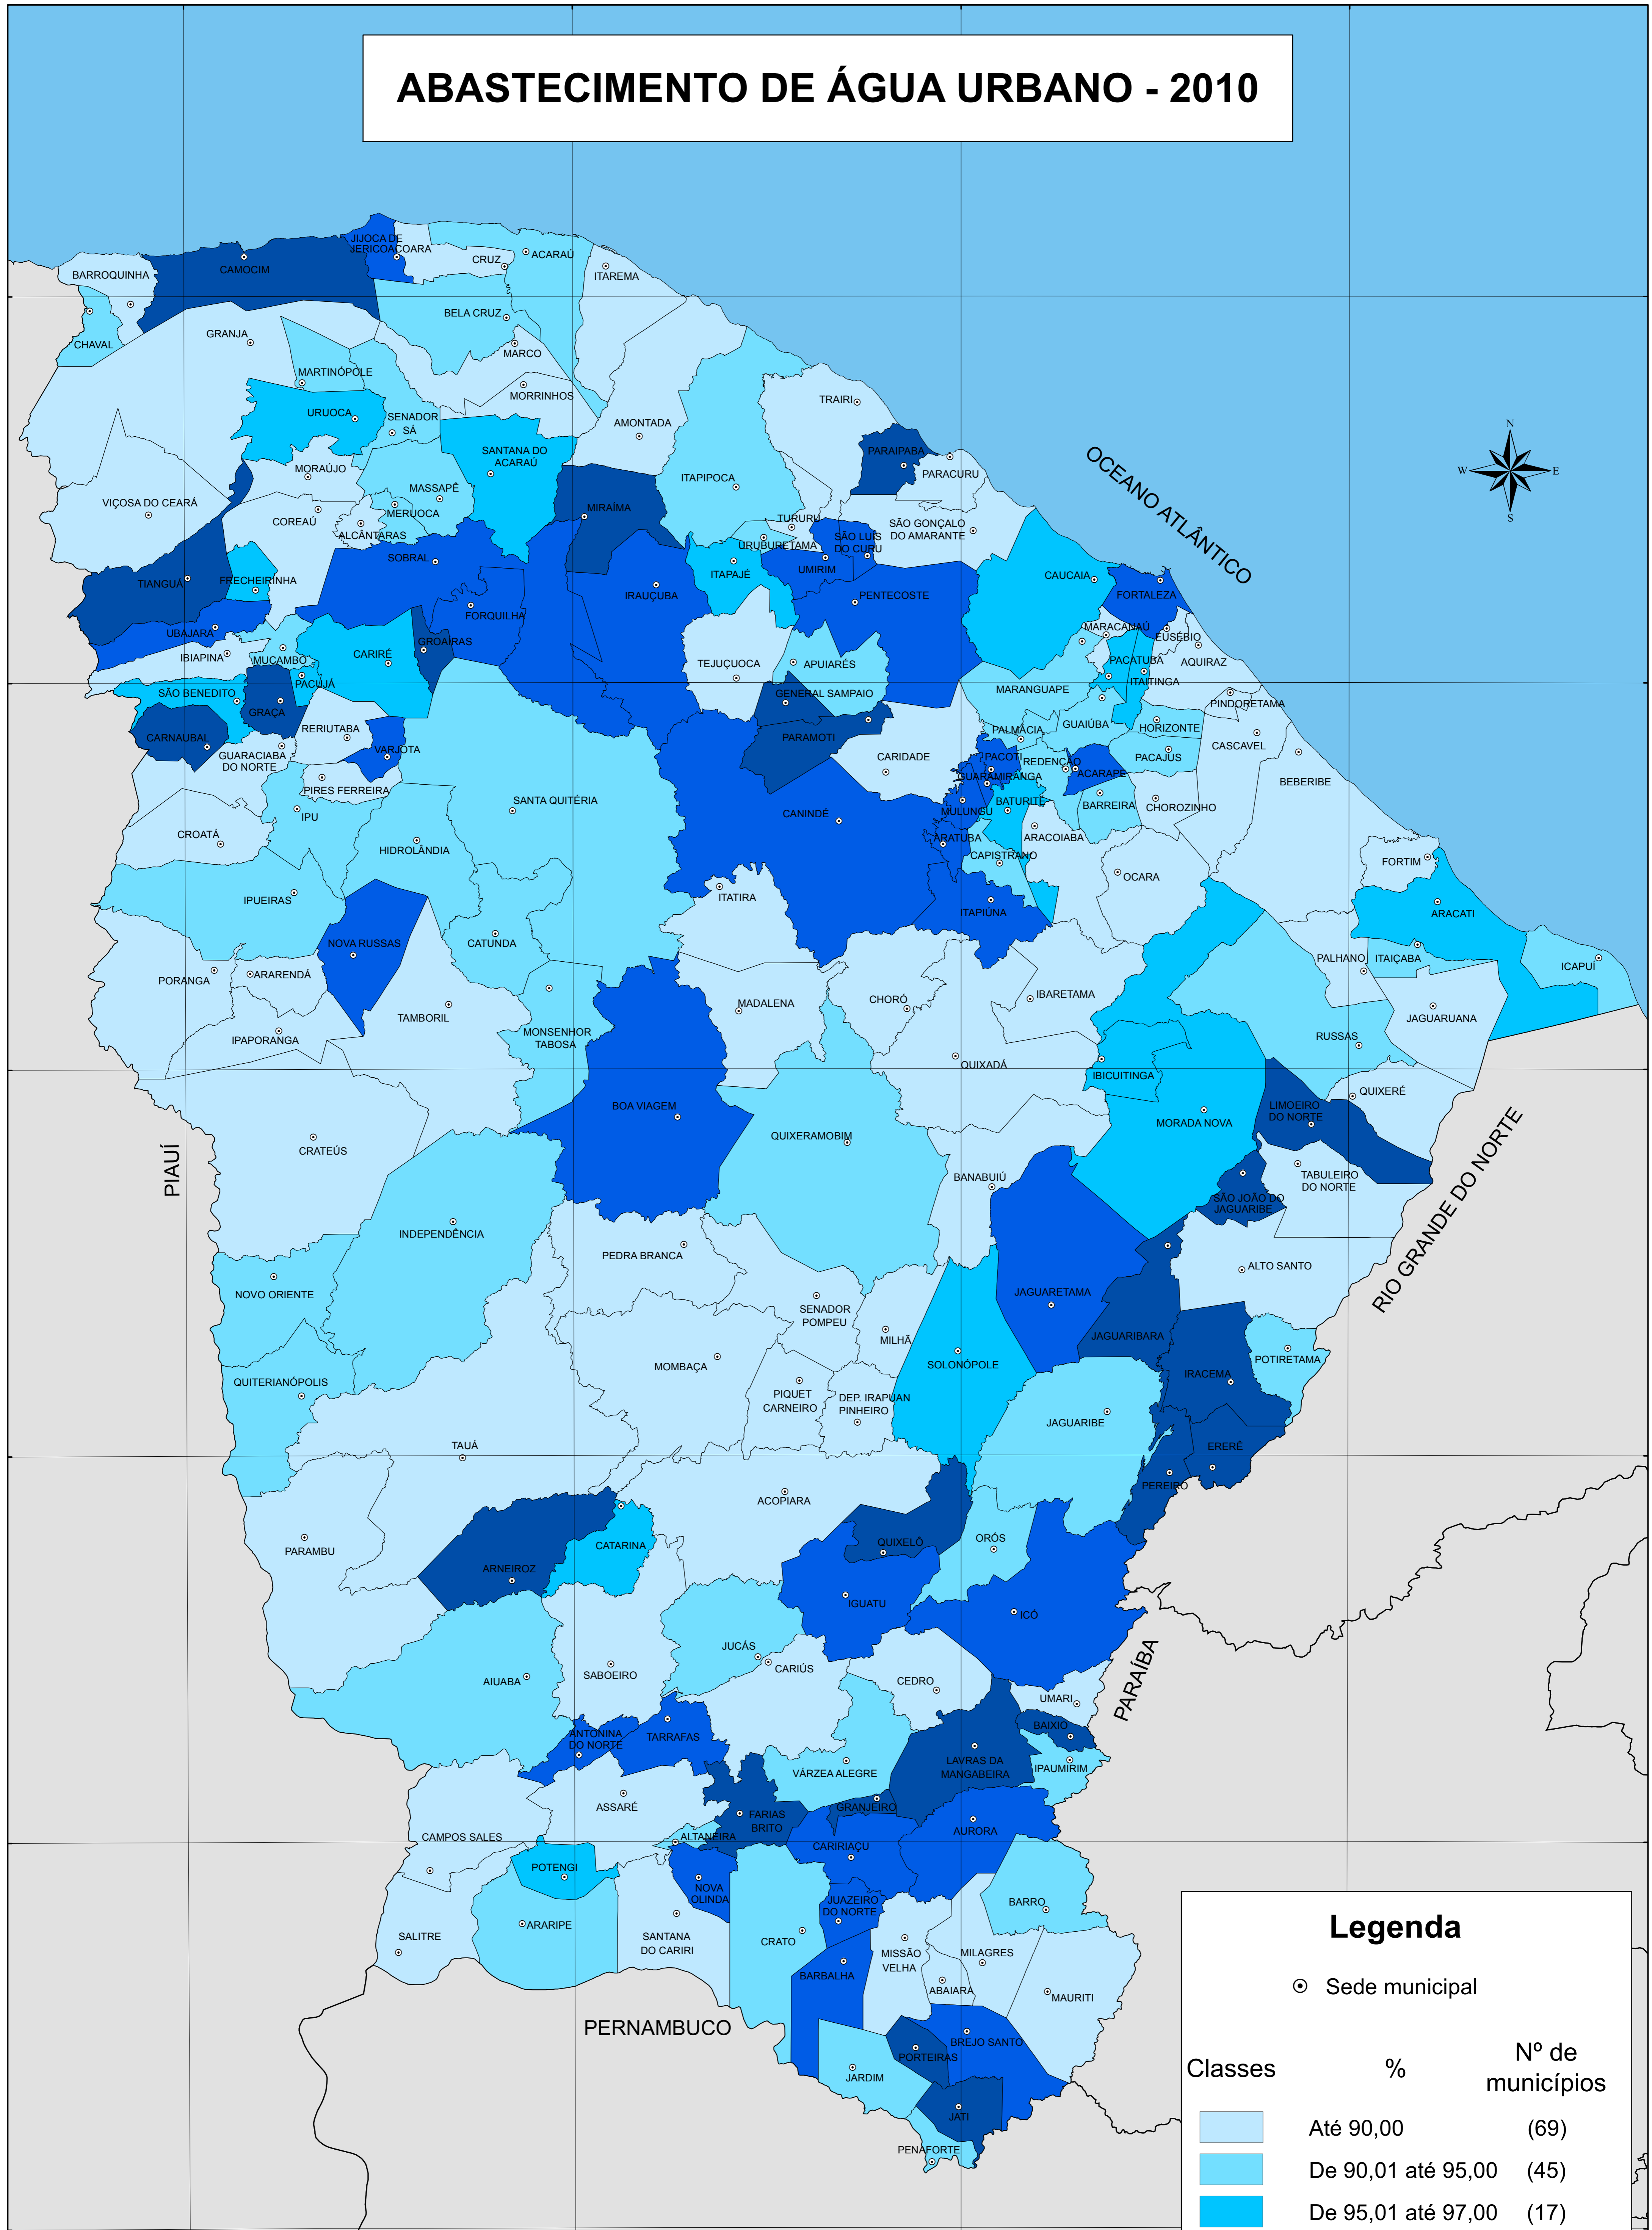 ABASTECIMENTO DE ÁGUA URBANO - 2010
JIJOCA DE
JERICOACOARA
CRUZ
ACARAÚ
ITAREMA
BARROQUINHA
CAMOCIM
BELA CRUZ
GRANJA
CHAVAL
MARCO
MARTINÓPOLE
MORRINHOS
TRAIRI
URUOCA
SENADOR
SÁ
AMONTADA
N
W
E
S
OCEANO ATLÂNTICO
SANTANA DO
ACARAÚ
PARAIPABA
PARACURU
MORAÚJO
ITAPIPOCA
MASSAPÊ
VIÇOSA DO CEARÁ
MERUOCA
MIRAÍMA
COREAÚ
TURURU
SÃO GONÇALO
DO AMARANTE
ALCÂNTARAS
URUBURETAMA
SÃO LUÍS
DO CURU
SOBRAL
UMIRIM
ITAPAJÉ
CAUCAIA
TIANGUÁ
FRECHEIRINHA
IRAUÇUBA
PENTECOSTE
FORTALEZA
FORQUILHA
UBAJARA
MARACANAÚ
EUSÉBIO
GROAÍRAS
IBIAPINA
MUCAMBO
CARIRÉ
TEJUÇUOCA
APUIARÉS
PACATUBA
AQUIRAZ
ITAITINGA
PACUJÁ
SÃO BENEDITO
GENERAL SAMPAIO
MARANGUAPE
PINDORETAMA
GRAÇA
RERIUTABA
CARNAUBAL
PARAMOTI
PALMÁCIA
GUAIÚBA
HORIZONTE
CASCAVEL
GUARACIABA
DO NORTE
VARJOTA
CARIDADE
PACOTI
REDENÇÃO
PACAJUS
GUARAMIRANGA
ACARAPE
BEBERIBE
PIRES FERREIRA
SANTA QUITÉRIA
BATURITÉ
BARREIRA
CHOROZINHO
IPU
CANINDÉ
MULUNGU
CROATÁ
ARATUBA
ARACOIABA
HIDROLÂNDIA
CAPISTRANO
FORTIM
OCARA
IPUEIRAS
ITATIRA
ITAPIÚNA
ARACATI
NOVA RUSSAS
CATUNDA
PALHANO
ITAIÇABA
ICAPUÍ
PORANGA
ARARENDÁ
MADALENA
CHORÓ
IBARETAMA
TAMBORIL
JAGUARUANA
IPAPORANGA
MONSENHOR
TABOSA
RUSSAS
QUIXADÁ
IBICUITINGA
QUIXERÉ
BOA VIAGEM
LIMOEIRO
DO NORTE
PIAUÍ
CRATEÚS
QUIXERAMOBIM
MORADA NOVA
RIO GRANDE DO NORTE
BANABUIÚ
TABULEIRO
DO NORTE
SÃO JOÃO DO
JAGUARIBE
INDEPENDÊNCIA
PEDRA BRANCA
ALTO SANTO
NOVO ORIENTE
SENADOR
POMPEU
JAGUARETAMA
MILHÃ
JAGUARIBARA
MOMBAÇA
SOLONÓPOLE
POTIRETAMA
IRACEMA
QUITERIANÓPOLIS
PIQUET
CARNEIRO
DEP. IRAPUAN
PINHEIRO
JAGUARIBE
TAUÁ
ERERÊ
PEREIRO
ACOPIARA
PARAMBU
QUIXELÔ
ORÓS
CATARINA
ARNEIROZ
IGUATU
ICÓ
JUCÁS
CARIÚS
PARAÍBA
AIUABA
SABOEIRO
CEDRO
UMARI
ANTONINA
DO NORTE
TARRAFAS
BAIXIO
LAVRAS DA
MANGABEIRA
IPAUMIRIM
VÁRZEA ALEGRE
ASSARÉ
GRANJEIRO
FARIAS
BRITO
AURORA
CAMPOS SALES
ALTANEIRA
CARIRIAÇU
POTENGI
NOVA
OLINDA
JUAZEIRO
DO NORTE
BARRO
SALITRE
ARARIPE
SANTANA
DO CARIRI
CRATO
MISSÃO
VELHA
MILAGRES
BARBALHA
ABAIARA
MAURITI
PERNAMBUCO
BREJO SANTO
PORTEIRAS
JARDIM
JATI
PENAFORTE
Legenda
Sede municipal
Classes % Nº de
municípios
Até 90,00 (69)
De 90,01 até 95,00 (45)
De 95,01 até 97,00 (17)